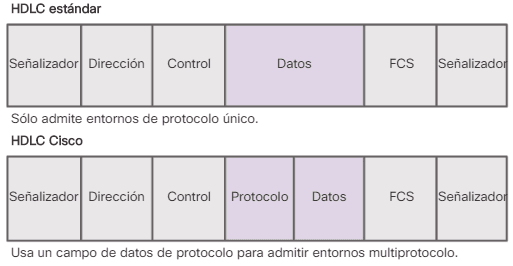 HDLC estándar
Señalizador Dirección Control Datos FCS Señalizador
Sólo admite entornos de protocolo único.
HDLC Cisco
Señalizador Dirección Control Protocolo Datos FCS Señalizador
Usa un campo de datos de protocolo para admitir entornos multiprotocolo.